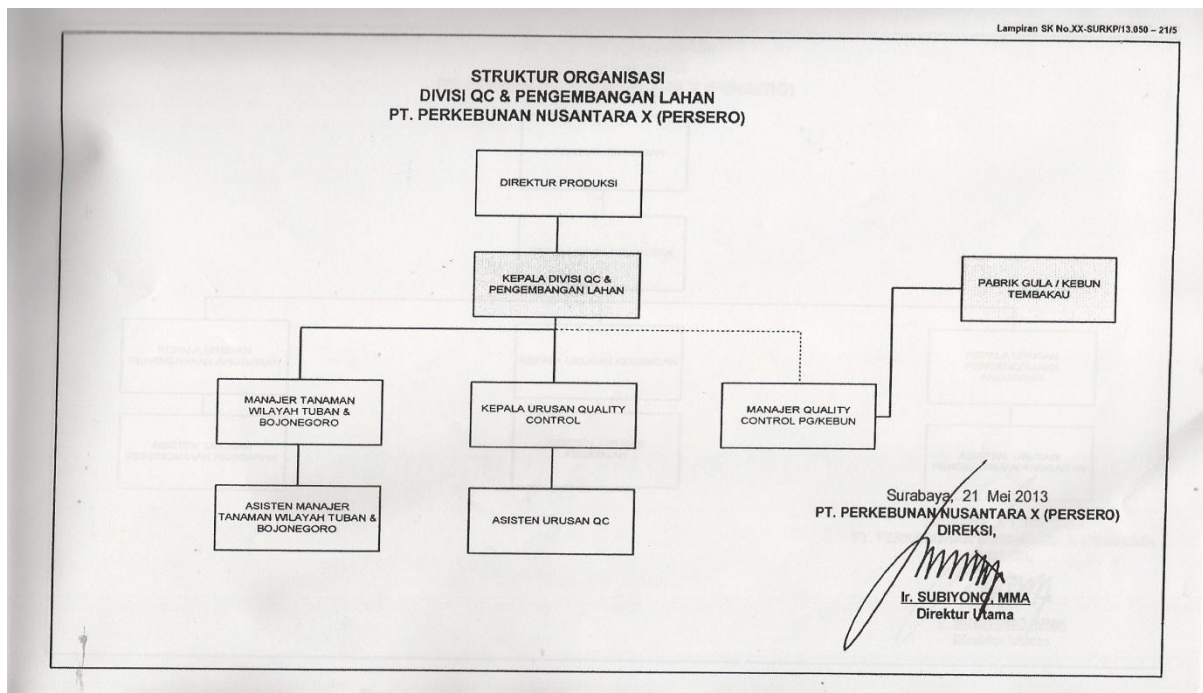 Lampiran SK No.XX-SURKP/13.050 – 21/5
STRUKTUR ORGANISASI
DIVISI QC & PENGEMBANGAN LAHAN
PT. PERKEBUNAN NUSANTARA X (PERSERO)
DIREKTUR PRODUKSI
KEPALA DIVISI QC &
PENGEMBANGAN LAHAN
PABRIK GULA / KEBUN
TEMBAKAU
MANAJER TANAMAN
WILAYAH TUBAN &
BOJONEGORO
KEPALA URUSAN QUALITY
CONTROL
MANAJER QUALITY
CONTROL PG/KEBUN
ASISTEN MANAJER
TANAMAN WILAYAH TUBAN &
BOJONEGORO
ASISTEN URUSAN QC
Surabaya, 21 Mei 2013
PT. PERKEBUNAN NUSANTARA X (PERSERO)
DIREKSI,
Ir. SUBIYONO, MMA
Direktur Utama